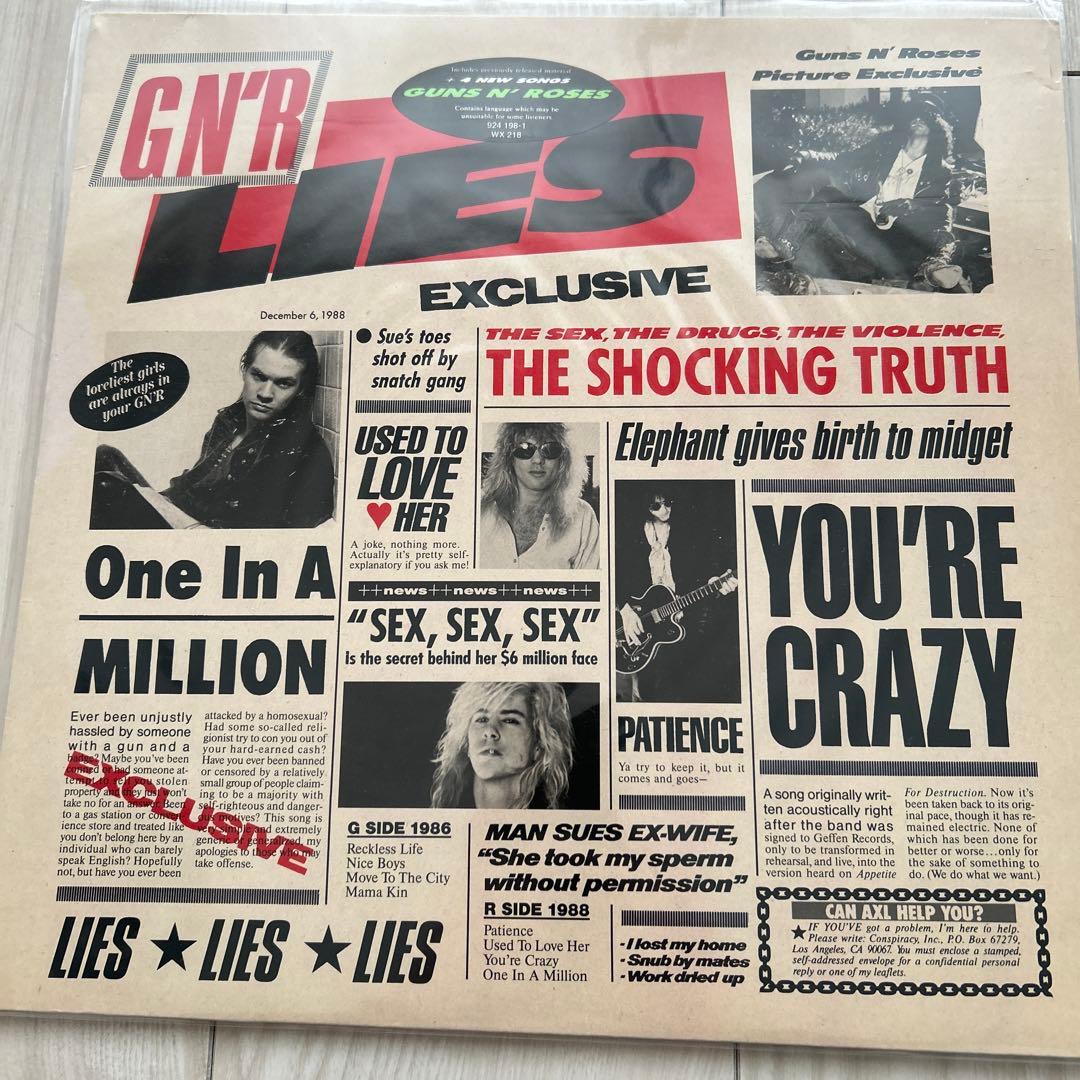 GN'R
LIES
Includes previously released material
+ 4 NEW SONGS
GUNS N' ROSES
Contains language which may be
unsuitable for some listeners
924 198-1
WX 218
Guns N' Roses
Picture Exclusive
EXCLUSIVE
December 6, 1988
The
loveliest girls
are always in
your GN'R
● Sue's toes
shot off by
snatch gang
THE SEX, THE DRUGS, THE VIOLENCE,
THE SHOCKING TRUTH
USED TO
LOVE
♥ HER
A joke, nothing more.
Actually it's pretty self-
explanatory if you ask me!
Elephant gives birth to midget
One In A
MILLION
++news++news++news++
"SEX, SEX, SEX"
Is the secret behind her $6 million face
YOU'RE
CRAZY
PATIENCE
Ya try to keep it, but it
comes and goes—
Ever been unjustly
hassled by someone
with a gun and a
badge? Maybe you've been
conned or had someone at-
tempt to sell you stolen
property and they just won't
take no for an answer. Been
to a gas station or conven-
ience store and treated like
you don't belong here by an
individual who can barely
speak English? Hopefully
not, but have you ever been
attacked by a homosexual?
Had some so-called reli-
gionist try to con you out of
your hard-earned cash?
Have you ever been banned
or censored by a relatively
small group of people claim-
ing to be a majority with
self-righteous and danger-
ous motives? This song is
very simple and extremely
generic or generalized, my
apologies to those who may
take offense.
EXCLUSIVE
G SIDE 1986
Reckless Life
Nice Boys
Move To The City
Mama Kin
MAN SUES EX-WIFE,
"She took my sperm
without permission"
R SIDE 1988
Patience
Used To Love Her
You're Crazy
One In A Million
- I lost my home
- Snub by mates
- Work dried up
A song originally writ-
ten acoustically right
after the band was
signed to Geffen Records,
only to be transformed in
rehearsal, and live, into the
version heard on Appetite
For Destruction. Now it's
been taken back to its orig-
inal pace, though it has re-
mained electric. None of
which has been done for
better or worse...only for
the sake of something to
do. (We do what we want.)
LIES ★ LIES ★ LIES
CAN AXL HELP YOU?
★ IF YOU'VE got a problem, I'm here to help.
Please write: Conspiracy, Inc., P.O. Box 67279,
Los Angeles, CA 90067. You must enclose a stamped,
self-addressed envelope for a confidential personal
reply or one of my leaflets.